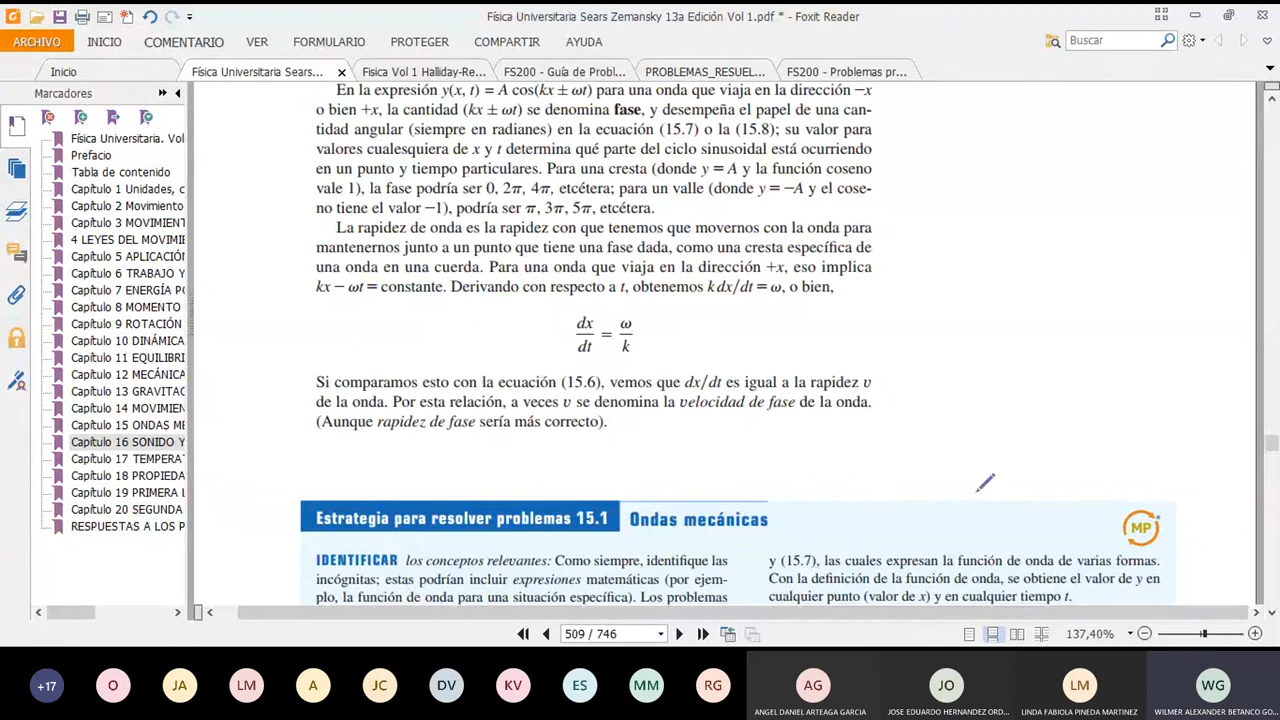 Física Universitaria Sears Zemansky 13a Edición Vol 1.pdf * - Foxit Reader
ARCHIVO INICIO COMENTARIO VER FORMULARIO PROTEGER COMPARTIR AYUDA Buscar
Inicio Física Universitaria Sears... x Fisica Vol 1 Halliday-Re... FS200 - Guía de Probl... PROBLEMAS_RESUEL... FS200 - Problemas pr...
Marcadores
Física Universitaria. Vol
Prefacio
Tabla de contenido
Capítulo 1 Unidades, c
Capitulo 2 Movimiento
Capítulo 3 MOVIMIENT
4 LEYES DEL MOVIMIE
Capítulo 5 APLICACIÓN
Capítulo 6 TRABAJO Y
Capítulo 7 ENERGÍA PO
Capítulo 8 MOMENTO
Capítulo 9 ROTACIÓN
Capítulo 10 DINÁMICA
Capítulo 11 EQUILIBRI
Capítulo 12 MECÁNICA
Capítulo 13 GRAVITAC
Capítulo 14 MOVIMIEN
Capítulo 15 ONDAS ME
Capítulo 16 SONIDO Y
Capítulo 17 TEMPERAT
Capítulo 18 PROPIEDA
Capítulo 19 PRIMERA L
Capítulo 20 SEGUNDA
RESPUESTAS A LOS P
En la expresión y(x, t) = A cos(kx ± ωt) para una onda que viaja en la dirección −x
o bien +x, la cantidad (kx ± ωt) se denomina fase, y desempeña el papel de una can-
tidad angular (siempre en radianes) en la ecuación (15.7) o la (15.8); su valor para
valores cualesquiera de x y t determina qué parte del ciclo sinusoidal está ocurriendo
en un punto y tiempo particulares. Para una cresta (donde y = A y la función coseno
vale 1), la fase podría ser 0, 2π, 4π, etcétera; para un valle (donde y = −A y el cose-
no tiene el valor −1), podría ser π, 3π, 5π, etcétera.
La rapidez de onda es la rapidez con que tenemos que movernos con la onda para
mantenernos junto a un punto que tiene una fase dada, como una cresta específica de
una onda en una cuerda. Para una onda que viaja en la dirección +x, eso implica
kx − ωt = constante. Derivando con respecto a t, obtenemos k dx/dt = ω, o bien,
dx/dt = ω/k
Si comparamos esto con la ecuación (15.6), vemos que dx/dt es igual a la rapidez v
de la onda. Por esta relación, a veces v se denomina la velocidad de fase de la onda.
(Aunque rapidez de fase sería más correcto).
Estrategia para resolver problemas 15.1 Ondas mecánicas
MP
IDENTIFICAR los conceptos relevantes: Como siempre, identifique las
incógnitas; estas podrían incluir expresiones matemáticas (por ejem-
plo, la función de onda para una situación específica). Los problemas
y (15.7), las cuales expresan la función de onda de varias formas.
Con la definición de la función de onda, se obtiene el valor de y en
cualquier punto (valor de x) y en cualquier tiempo t.
509 / 746 137,40%
+17 O JA LM A JC DV KV ES MM RG AG JO LM WG
ANGEL DANIEL ARTEAGA GARCIA JOSE EDUARDO HERNANDEZ ORD... LINDA FABIOLA PINEDA MARTINEZ WILMER ALEXANDER BETANCO GO...